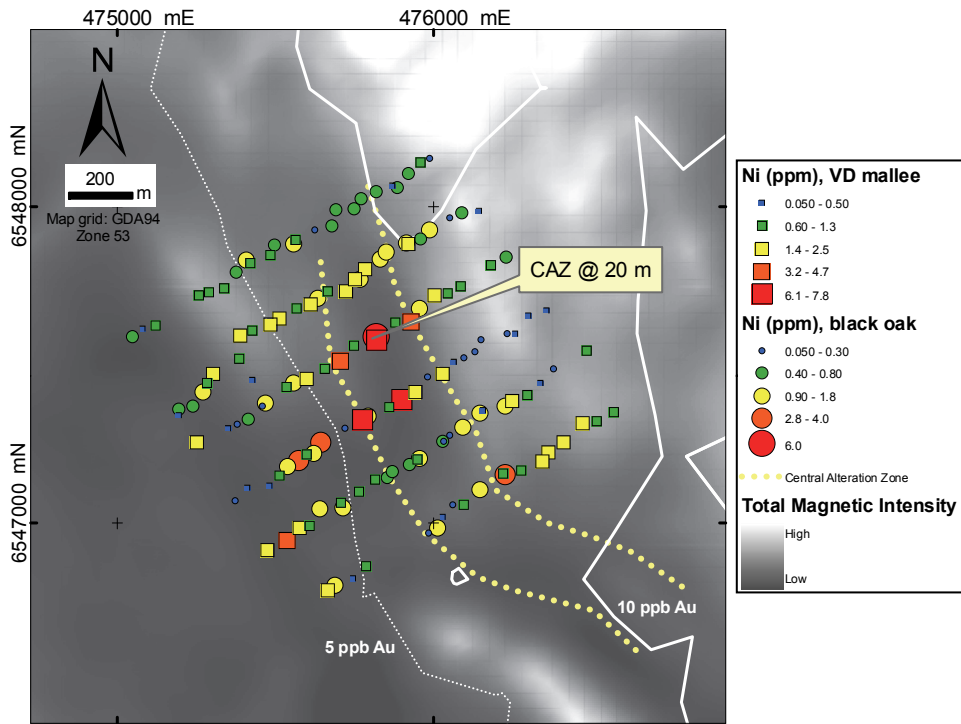 475000 mE
476000 mE
6548000 mN
6547000 mN
N
200
m
Map grid: GDA94
Zone 53
CAZ @ 20 m
5 ppb Au
10 ppb Au
Ni (ppm), VD mallee
0.050 - 0.50
0.60 - 1.3
1.4 - 2.5
3.2 - 4.7
6.1 - 7.8
Ni (ppm), black oak
0.050 - 0.30
0.40 - 0.80
0.90 - 1.8
2.8 - 4.0
6.0
Central Alteration Zone
Total Magnetic Intensity
High
Low